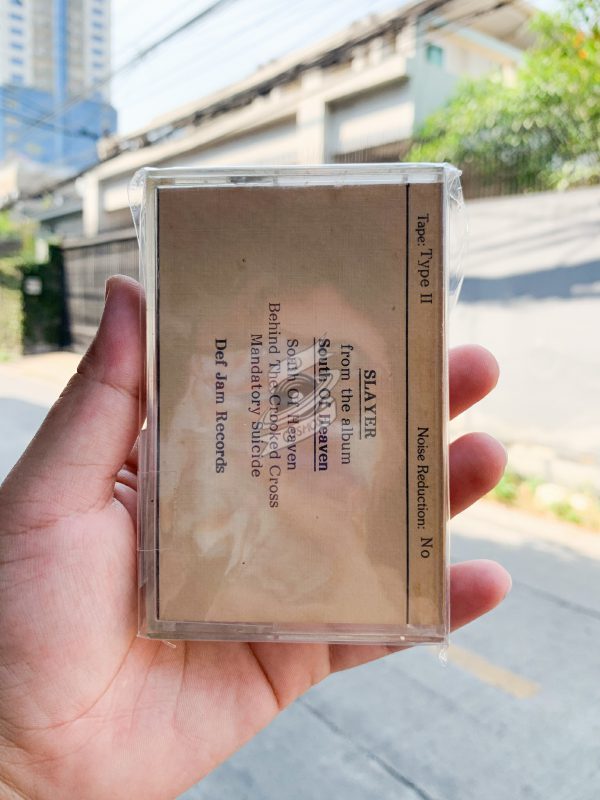 Tape: Type II
Noise Reduction: No
SLAYER
from the album
South Of Heaven
South Of Heaven
Behind The Crooked Cross
Mandatory Suicide
Def Jam Records